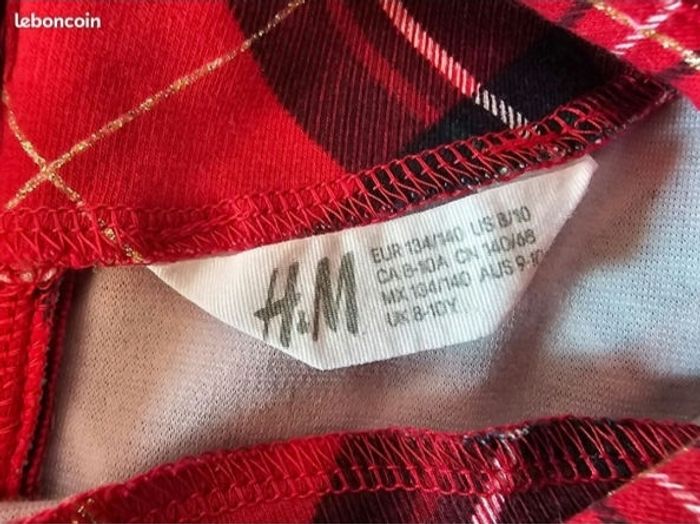 leboncoin
H&M
EUR 134/140 US 8/10
CA 8-10A CN 140/68
MX 134/140 AUS 9-10
UK 8-10Y